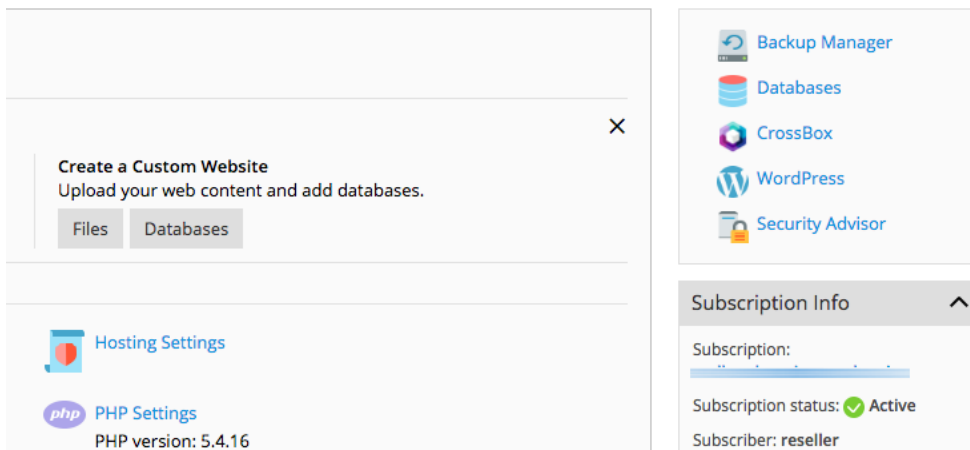 Create a Custom Website
Upload your web content and add databases.
Files
Databases
Hosting Settings
php
PHP Settings
PHP version: 5.4.16
Backup Manager
Databases
CrossBox
WordPress
Security Advisor
Subscription Info
Subscription:
Subscription status: Active
Subscriber: reseller